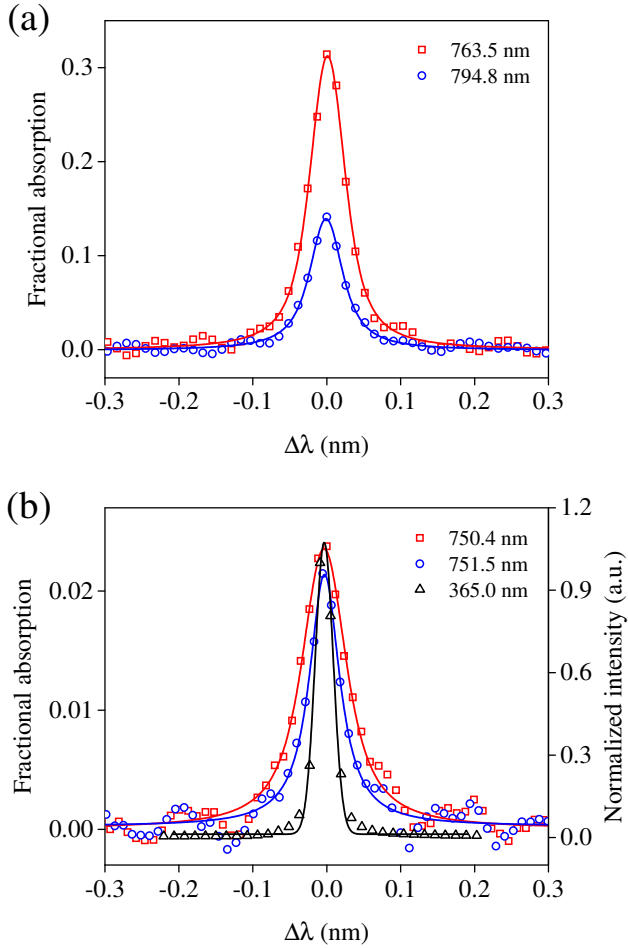 (a)
763.5 nm
794.8 nm
0.3
0.2
0.1
0.0
Fractional absorption
-0.3 -0.2 -0.1 0.0 0.1 0.2 0.3
Δλ (nm)
(b)
750.4 nm
751.5 nm
365.0 nm
0.02
0.01
0.00
Fractional absorption
1.2
0.9
0.6
0.3
0.0
Normalized intensity (a.u.)
-0.3 -0.2 -0.1 0.0 0.1 0.2 0.3
Δλ (nm)